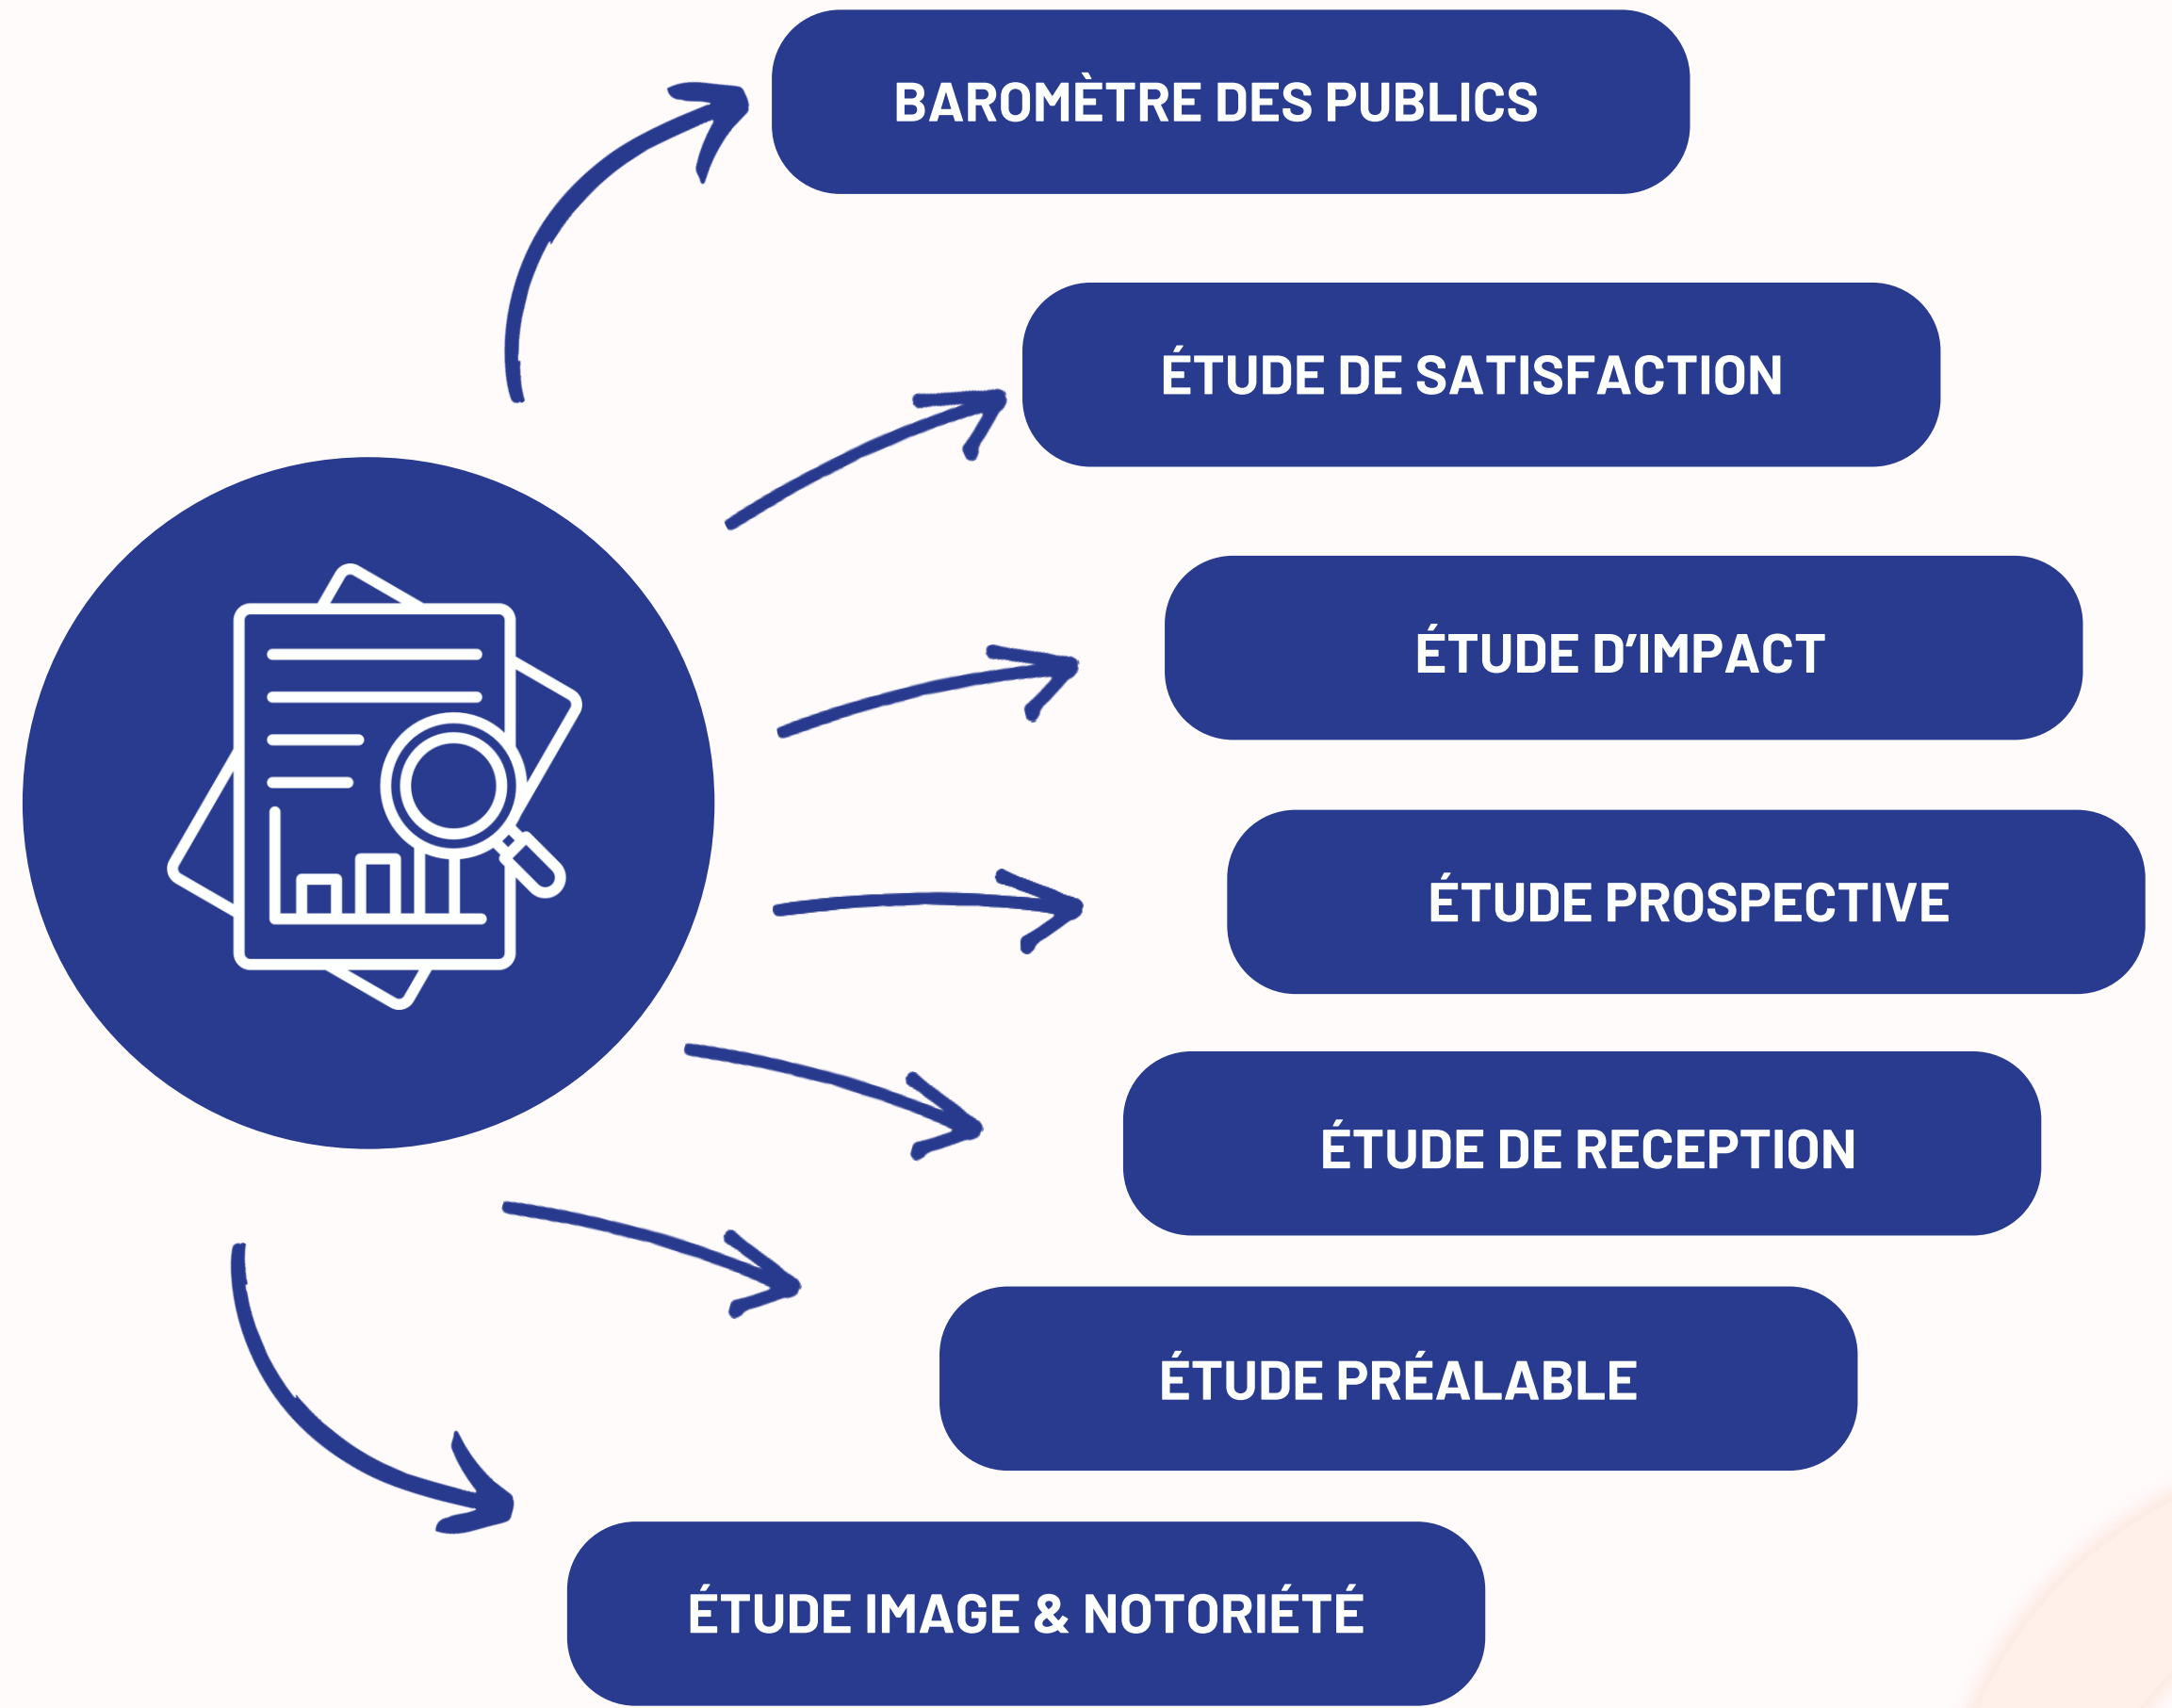 BAROMÈTRE DES PUBLICS
ÉTUDE DE SATISFACTION
ÉTUDE D'IMPACT
ÉTUDE PROSPECTIVE
ÉTUDE DE RECEPTION
ÉTUDE PRÉALABLE
ÉTUDE IMAGE & NOTORIÉTÉ